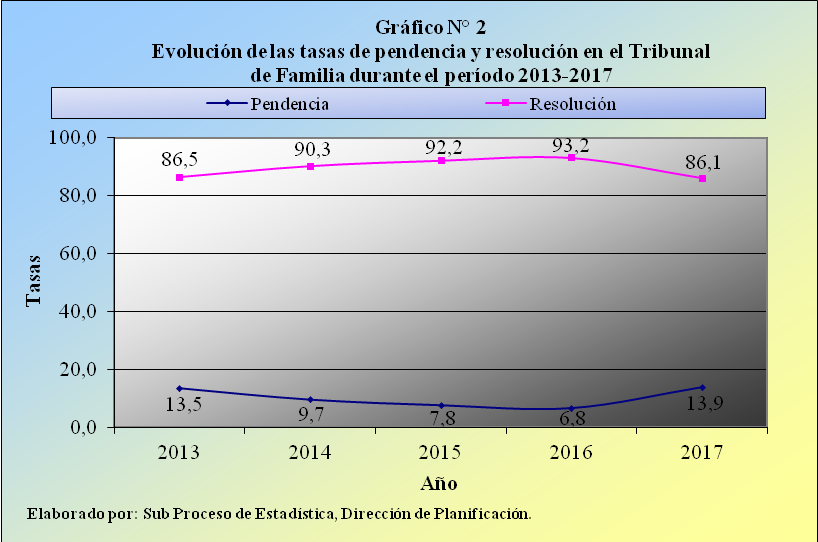 Gráfico N° 2
Evolución de las tasas de pendencia y resolución en el Tribunal
de Familia durante el período 2013-2017
Pendencia Resolución
100,0
80,0
60,0
40,0
20,0
0,0
Tasas
86,5 90,3 92,2 93,2 86,1
13,5 9,7 7,8 6,8 13,9
2013 2014 2015 2016 2017
Año
Elaborado por: Sub Proceso de Estadística, Dirección de Planificación.